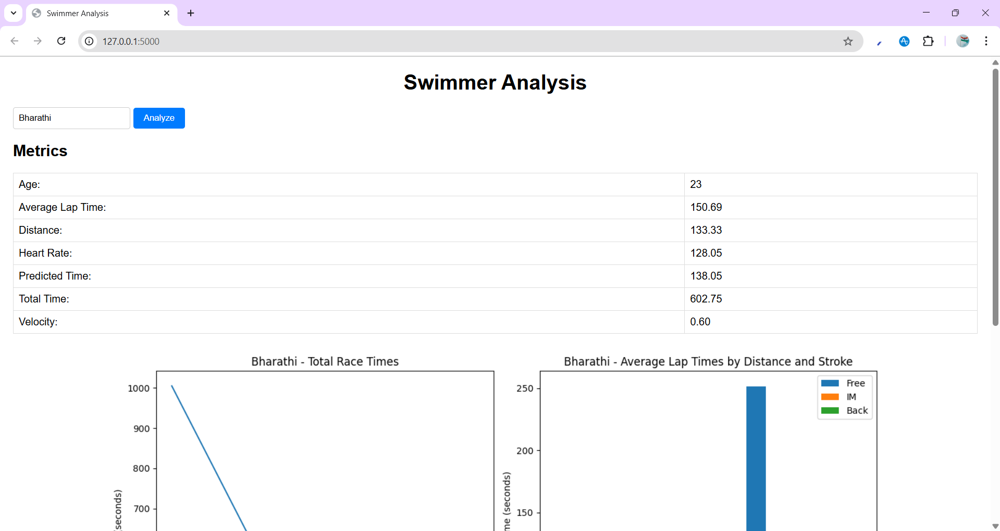 Swimmer Analysis
127.0.0.1:5000
Swimmer Analysis
Bharathi
Analyze
Metrics
Age: 23
Average Lap Time: 150.69
Distance: 133.33
Heart Rate: 128.05
Predicted Time: 138.05
Total Time: 602.75
Velocity: 0.60
Bharathi - Total Race Times
1000
900
800
700
(seconds)
Bharathi - Average Lap Times by Distance and Stroke
250
200
150
me (seconds)
Free
IM
Back